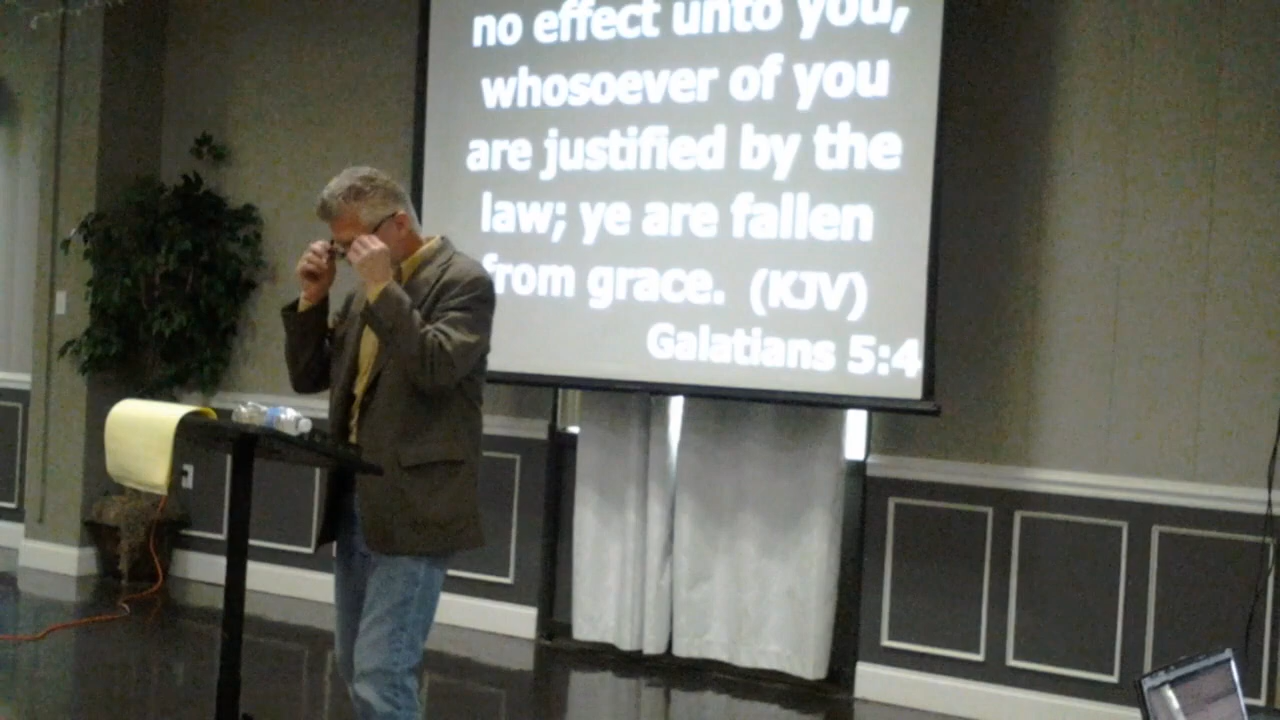 no effect unto you,
whosoever of you
are justified by the
law; ye are fallen
from grace. (KJV)
Galatians 5:4